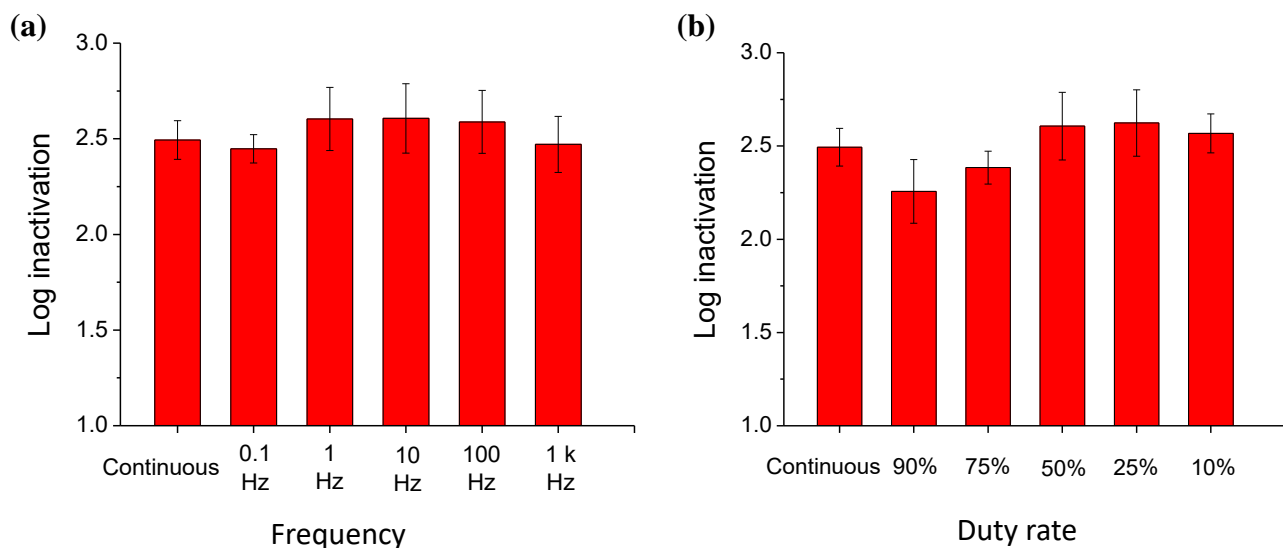 (a)
3.0
2.5
2.0
1.5
1.0
Log inactivation
Continuous
0.1
Hz
1
Hz
10
Hz
100
Hz
1 k
Hz
Frequency
(b)
3.0
2.5
2.0
1.5
1.0
Log inactivation
Continuous 90% 75% 50% 25% 10%
Duty rate